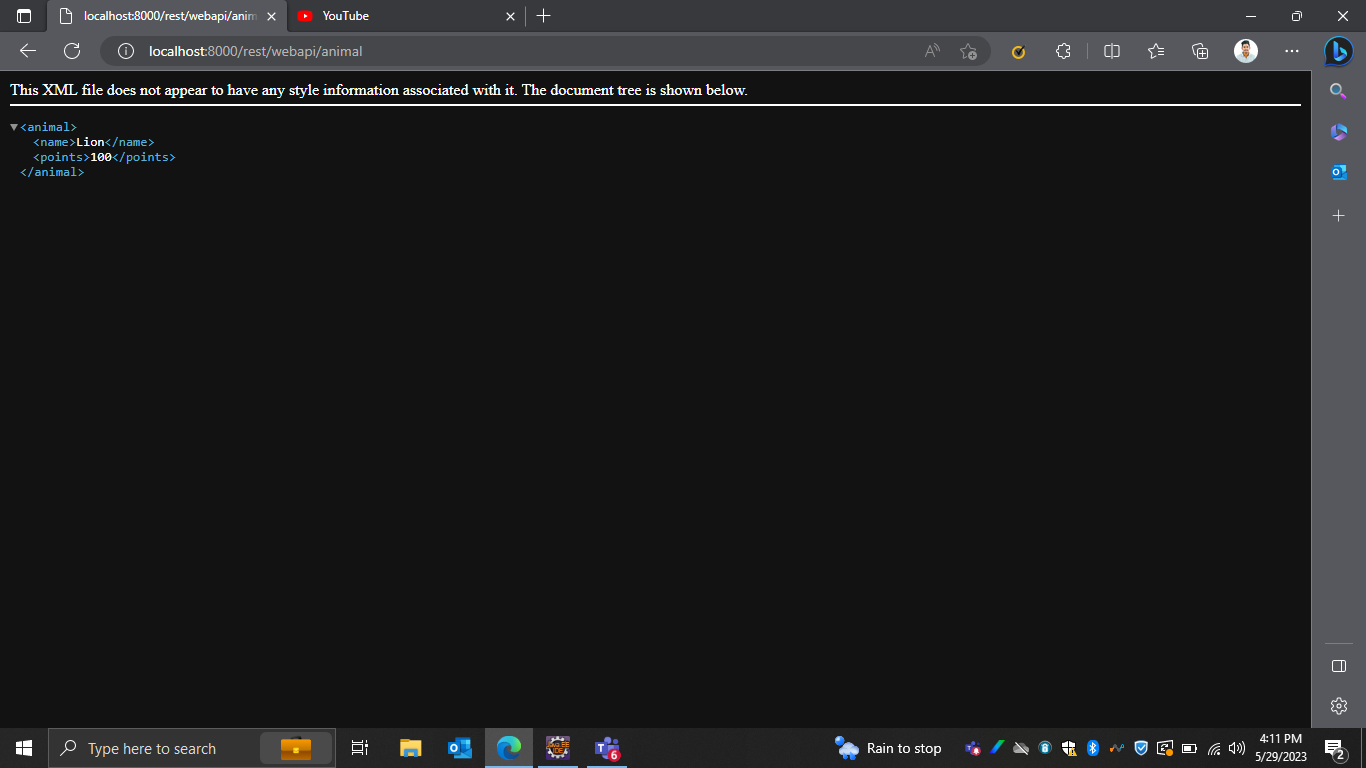 localhost:8000/rest/webapi/anim
YouTube
localhost:8000/rest/webapi/animal
This XML file does not appear to have any style information associated with it. The document tree is shown below.
<animal>
<name>Lion</name>
<points>100</points>
</animal>
Type here to search
6
Rain to stop
4:11 PM
5/29/2023
2